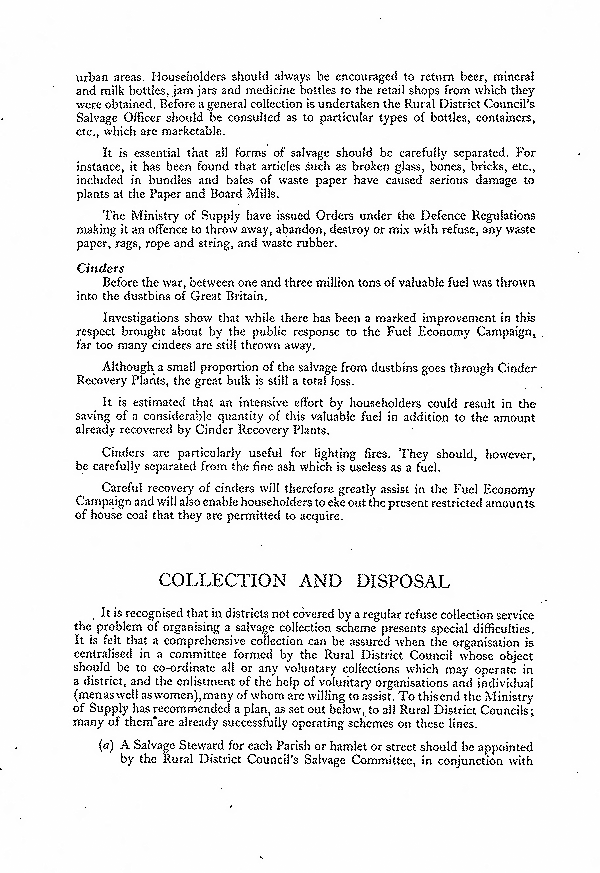 urban areas. Householders should always be encouraged to return beer, mineral
and milk bottles, jam jars and medicine bottles to the retail shops from which they
were obtained. Before a general collection is undertaken the Rural District Council's
Salvage Officer should be consulted as to particular types of bottles, containers,
etc., which are marketable.
It is essential that all forms of salvage should be carefully separated. For
instance, it has been found that articles such as broken glass, bones, bricks, etc.,
included in bundles and bales of waste paper have caused serious damage to
plants at the Paper and Board Mills.
The Ministry of Supply have issued Orders under the Defence Regulations
making it an offence to throw away, abandon, destroy or mix with refuse, any waste
paper, rags, rope and string, and waste rubber.
Cinders
Before the war, between one and three million tons of valuable fuel was thrown
into the dustbins of Great Britain.
Investigations show that while there has been a marked improvement in this
respect brought about by the public response to the Fuel Economy Campaign,
far too many cinders are still thrown away.
Although a small proportion of the salvage from dustbins goes through Cinder
Recovery Plants, the great bulk is still a total loss.
It is estimated that an intensive effort by householders could result in the
saving of a considerable quantity of this valuable fuel in addition to the amount
already recovered by Cinder Recovery Plants.
Cinders are particularly useful for lighting fires. They should, however,
be carefully separated from the fine ash which is useless as a fuel.
Careful recovery of cinders will therefore greatly assist in the Fuel Economy
Campaign and will also enable householders to eke out the present restricted amounts
of house coal that they are permitted to acquire.
COLLECTION AND DISPOSAL
It is recognised that in districts not covered by a regular refuse collection service
the problem of organising a salvage collection scheme presents special difficulties.
It is felt that a comprehensive collection can be assured when the organisation is
centralised in a committee formed by the Rural District Council whose object
should be to co-ordinate all or any voluntary collections which may operate in
a district, and the enlistment of the help of voluntary organisations and individual
(men as well as women), many of whom are willing to assist. To this end the Ministry
of Supply has recommended a plan, as set out below, to all Rural District Councils;
many of them are already successfully operating schemes on these lines.
(a) A Salvage Steward for each Parish or hamlet or street should be appointed
by the Rural District Council's Salvage Committee, in conjunction with